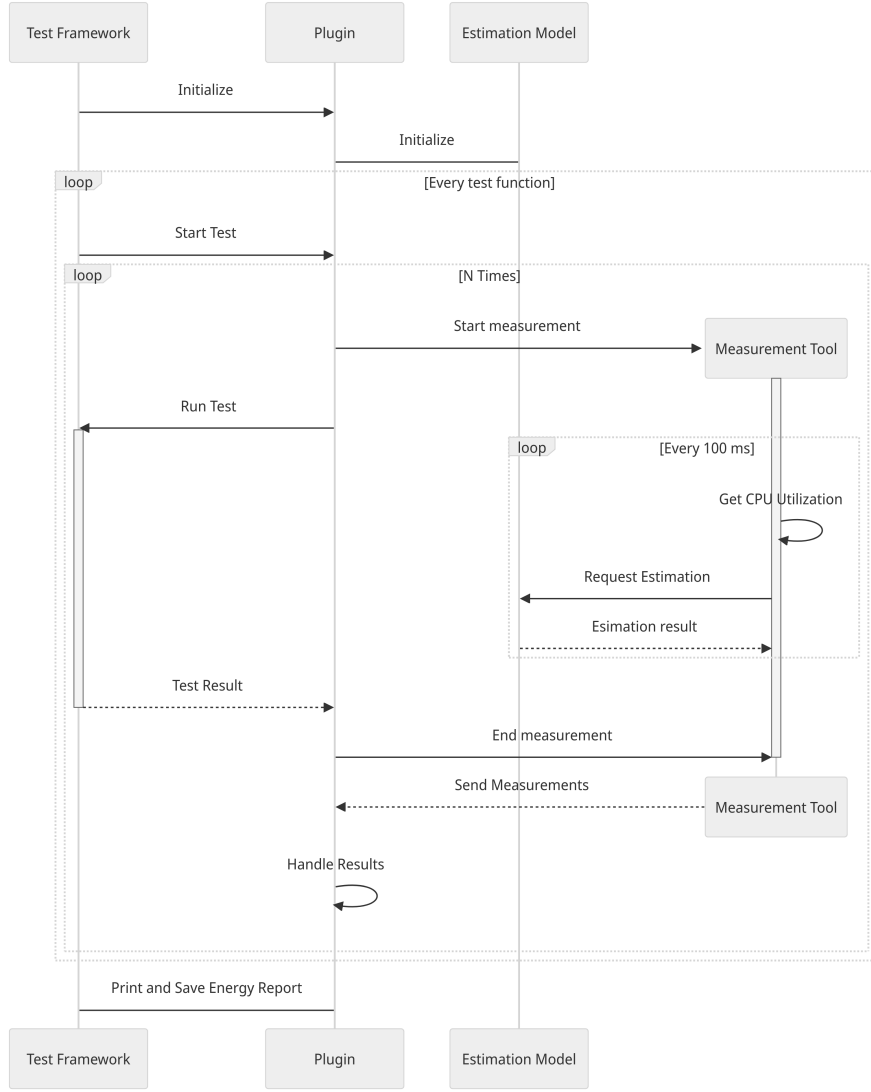 Test Framework
Plugin
Estimation Model
Initialize
Initialize
loop
[Every test function]
Start Test
loop
[N Times]
Start measurement
Measurement Tool
Run Test
loop
[Every 100 ms]
Get CPU Utilization
Request Estimation
Esimation result
Test Result
End measurement
Send Measurements
Measurement Tool
Handle Results
Print and Save Energy Report
Test Framework
Plugin
Estimation Model